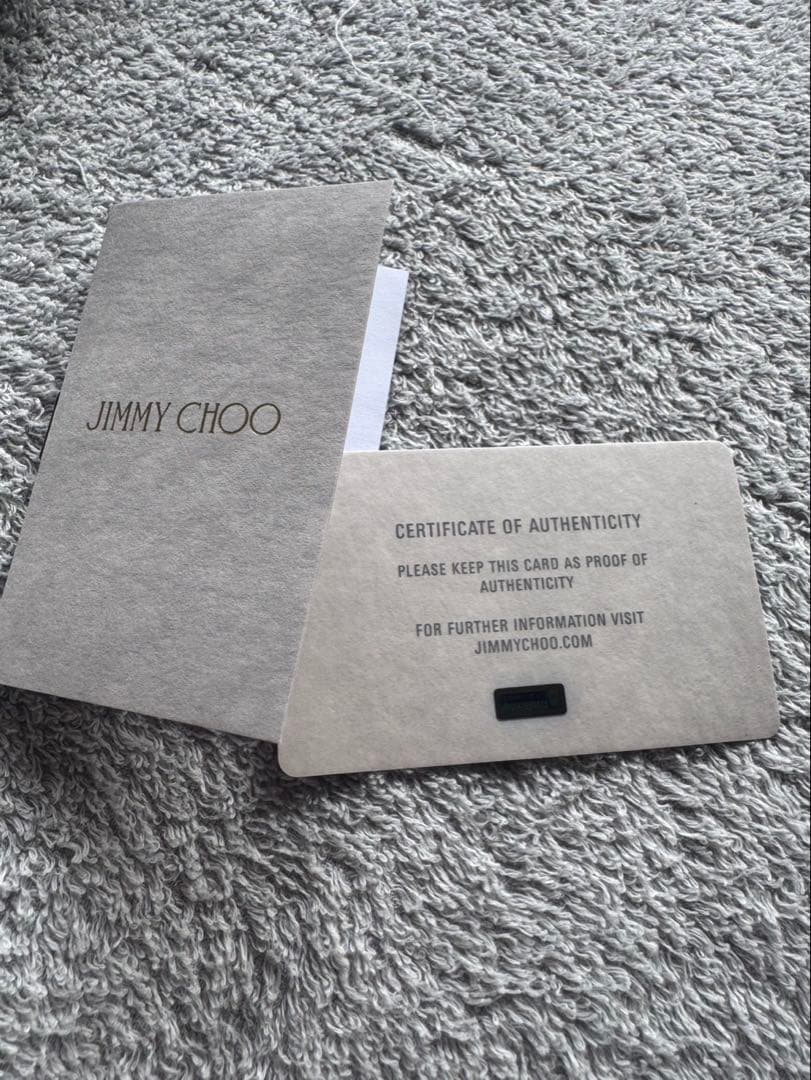 JIMMY CHOO
CERTIFICATE OF AUTHENTICITY
PLEASE KEEP THIS CARD AS PROOF OF
AUTHENTICITY
FOR FURTHER INFORMATION VISIT
JIMMYCHOO.COM